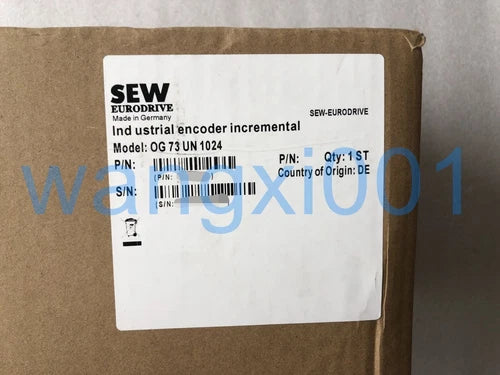 SEW
EURODRIVE
Made in Germany
SEW-EURODRIVE
Ind ustrial encoder incremental
Model: OG 73 UN 1024
P/N:
P/N: Qty: 1 ST
(P/N: )
Country of Origin: DE
S/N:
(S/N:
wangxi001